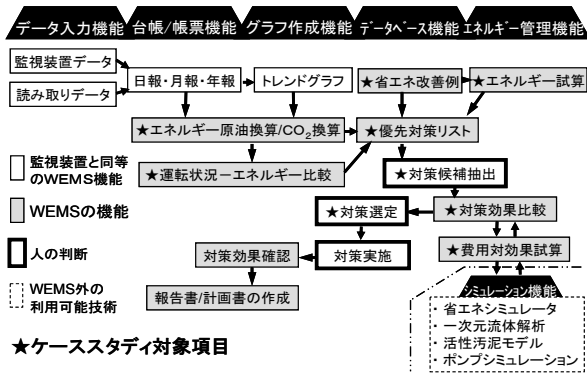 データ入力機能
台帳/帳票機能
グラフ作成機能
データベース機能
エネルギー管理機能
監視装置データ
読み取りデータ
日報・月報・年報
トレンドグラフ
★省エネ改善例
★エネルギー試算
★エネルギー原油換算/CO2換算
★優先対策リスト
★運転状況－エネルギー比較
★対策候補抽出
★対策選定
★対策効果比較
対策効果確認
対策実施
★費用対効果試算
報告書/計画書の作成
シミュレーション機能
・ 省エネシミュレータ
・ 一次元流体解析
・ 活性汚泥モデル
・ ポンプシミュレーション
監視装置と同等
のWEMS機能
WEMSの機能
人の判断
WEMS外の
利用可能技術
★ケーススタディ対象項目